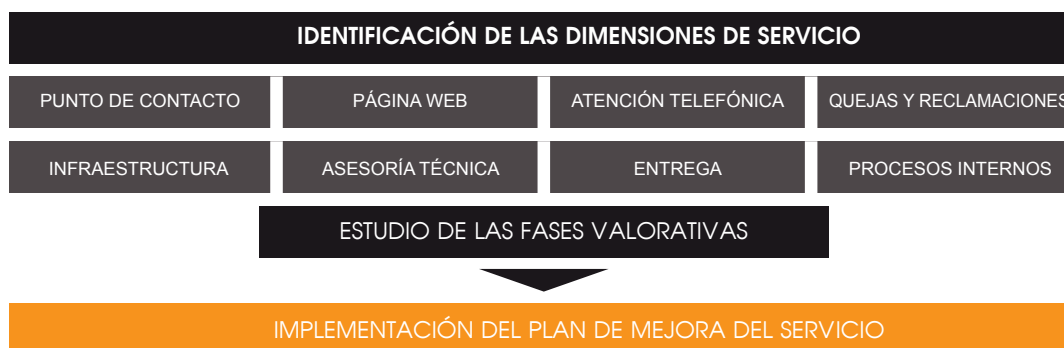 IDENTIFICACIÓN DE LAS DIMENSIONES DE SERVICIO
PUNTO DE CONTACTO
PÁGINA WEB
ATENCIÓN TELEFÓNICA
QUEJAS Y RECLAMACIONES
INFRAESTRUCTURA
ASESORÍA TÉCNICA
ENTREGA
PROCESOS INTERNOS
ESTUDIO DE LAS FASES VALORATIVAS
IMPLEMENTACIÓN DEL PLAN DE MEJORA DEL SERVICIO